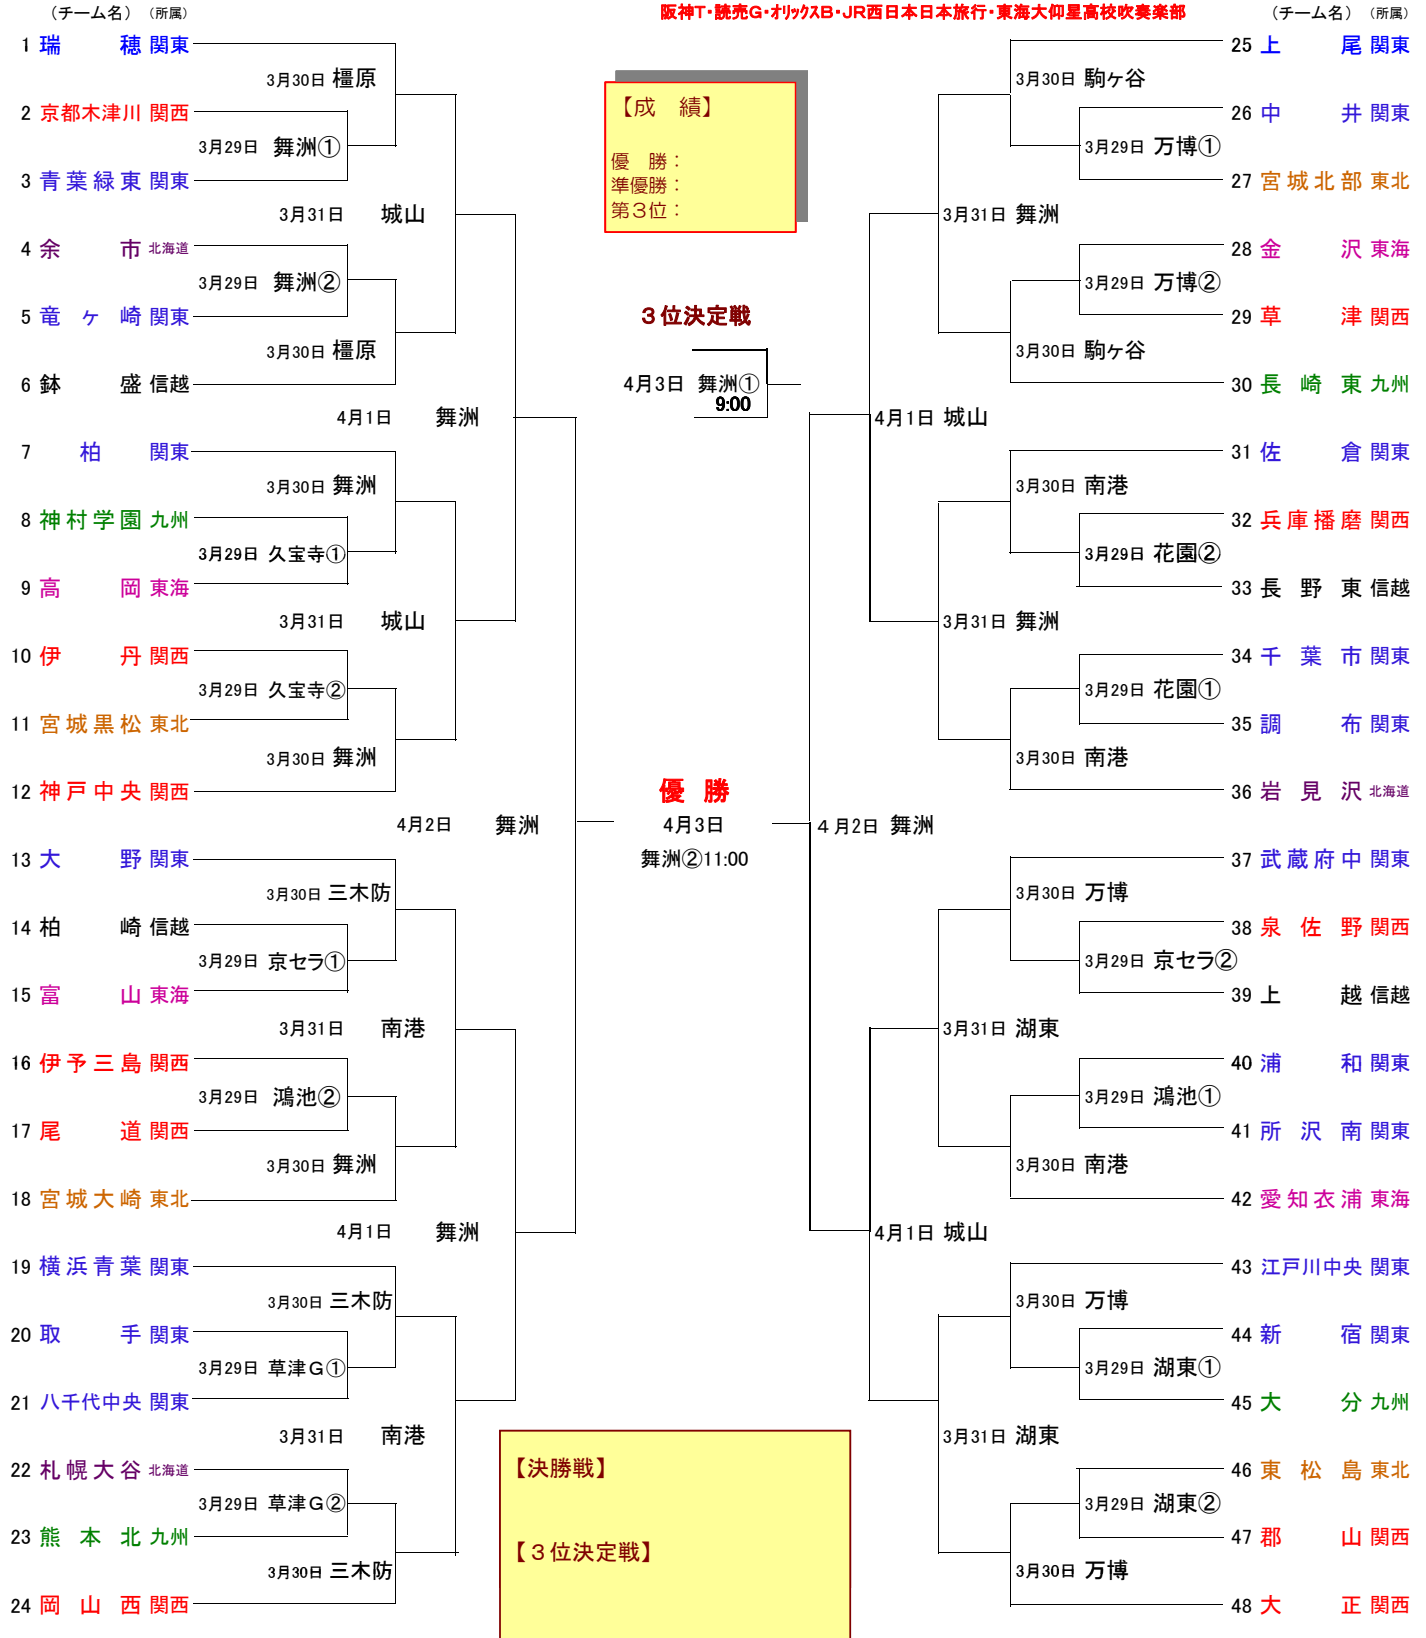 阪神T・読売G・オリックスB・JR西日本日本旅行・東海大仰星高校吹奏楽部
（チーム名）（所属）
1 瑞穂 関東
3月30日 橿原
2 京都木津川 関西
3月29日 舞洲①
3 青葉緑東 関東
3月31日 城山
4 余市 北海道
3月29日 舞洲②
5 竜ヶ崎 関東
3月30日 橿原
6 鉢盛 信越
4月1日 舞洲
7 柏 関東
3月30日 舞洲
8 神村学園 九州
3月29日 久宝寺①
9 高岡 東海
3月31日 城山
10 伊丹 関西
3月29日 久宝寺②
11 宮城黒松 東北
3月30日 舞洲
12 神戸中央 関西
4月2日 舞洲
13 大野 関東
3月30日 三木防
14 柏崎 信越
3月29日 京セラ①
15 富山 東海
3月31日 南港
16 伊予三島 関西
3月29日 鴻池②
17 尾道 関西
3月30日 舞洲
18 宮城大崎 東北
4月1日 舞洲
19 横浜青葉 関東
3月30日 三木防
20 取手 関東
3月29日 草津G①
21 八千代中央 関東
3月31日 南港
22 札幌大谷 北海道
3月29日 草津G②
23 熊本北 九州
3月30日 三木防
24 岡山西 関西
【成 績】
優 勝：
準優勝：
第３位：
３位決定戦
4月3日 舞洲①
9:00
優 勝
4月3日
舞洲②11:00
【決勝戦】
【３位決定戦】
（チーム名）（所属）
25 上尾 関東
3月30日 駒ヶ谷
26 中井 関東
3月29日 万博①
27 宮城北部 東北
3月31日 舞洲
28 金沢 東海
3月29日 万博②
29 草津 関西
3月30日 駒ヶ谷
30 長崎東 九州
4月1日 城山
31 佐倉 関東
3月30日 南港
32 兵庫播磨 関西
3月29日 花園②
33 長野東 信越
3月31日 舞洲
34 千葉市 関東
3月29日 花園①
35 調布 関東
3月30日 南港
36 岩見沢 北海道
４月2日 舞洲
37 武蔵府中 関東
3月30日 万博
38 泉佐野 関西
3月29日 京セラ②
39 上越 信越
3月31日 湖東
40 浦和 関東
3月29日 鴻池①
41 所沢南 関東
3月30日 南港
42 愛知衣浦 東海
4月1日 城山
43 江戸川中央 関東
3月30日 万博
44 新宿 関東
3月29日 湖東①
45 大分 九州
3月31日 湖東
46 東松島 東北
3月29日 湖東②
47 郡山 関西
3月30日 万博
48 大正 関西